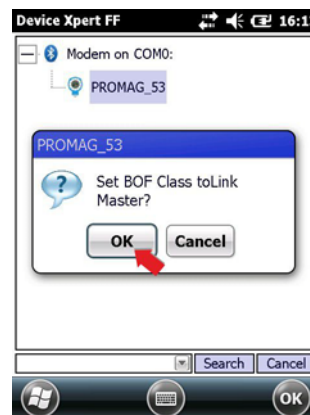 Device Xpert FF 16:1
Modem on COM0:
PROMAG_53
PROMAG_53
Set BOF Class toLink
Master?
OK Cancel
Search Cancel
OK